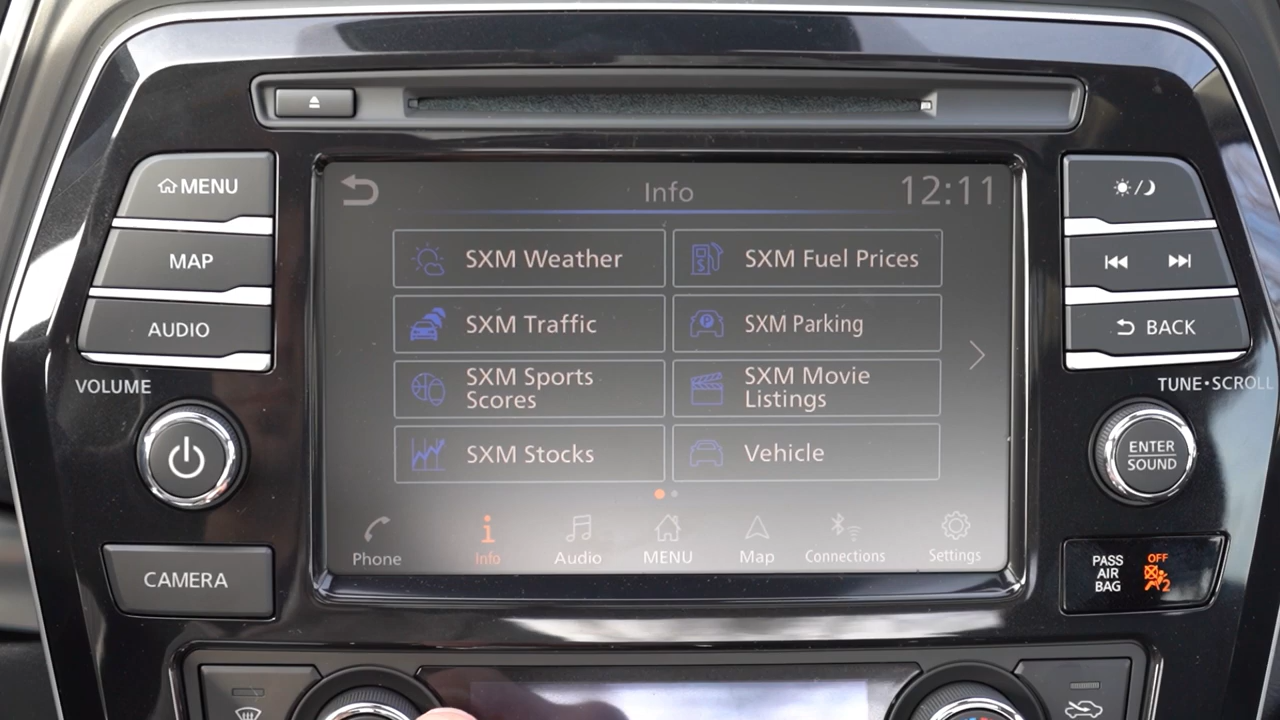 MENU
MAP
AUDIO
VOLUME
CAMERA
Info
12:11
SXM Weather
SXM Fuel Prices
SXM Traffic
SXM Parking
SXM Sports
Scores
SXM Movie
Listings
SXM Stocks
Vehicle
Phone
Info
Audio
MENU
Map
Connections
Settings
BACK
TUNE•SCROLL
ENTER
SOUND
PASS
AIR
BAG
OFF
2